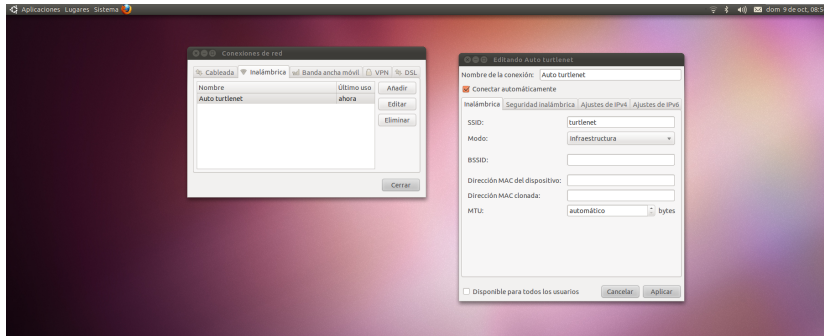 Aplicaciones Lugares Sistema
dom 9 de oct, 08:5
Conexiones de red
Cableada Inalámbrica Banda ancha móvil VPN DSL
Nombre Último uso
Auto turtlenet ahora
Añadir
Editar
Eliminar
Cerrar
Editando Auto turtlenet
Nombre de la conexión: Auto turtlenet
Conectar automáticamente
Inalámbrica Seguridad inalámbrica Ajustes de IPv4 Ajustes de IPv6
SSID: turtlenet
Modo: Infraestructura
BSSID:
Dirección MAC del dispositivo:
Dirección MAC clonada:
MTU: automático bytes
Disponible para todos los usuarios Cancelar Aplicar